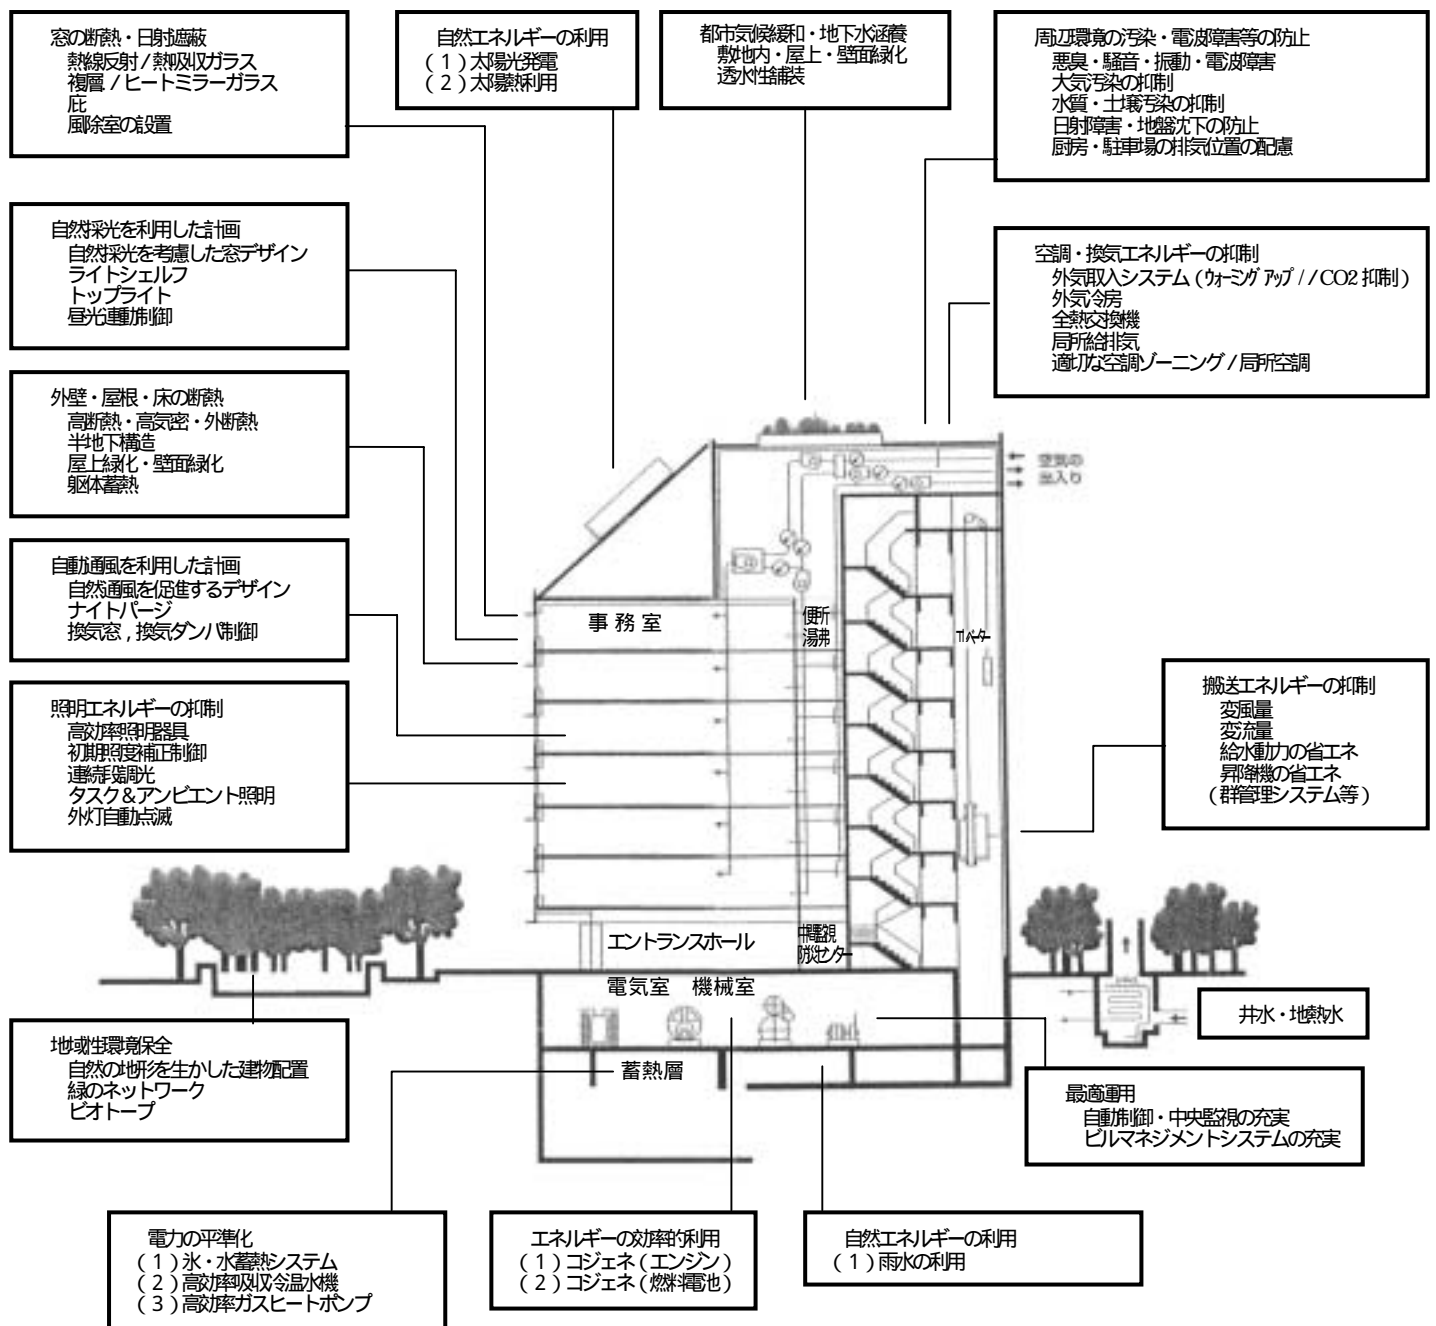 窓の断熱・日射遮蔽
熱線反射/熱吸収ガラス
複層/ヒートミラーガラス
庇
風除室の設置
自然エネルギーの利用
(1)太陽光発電
(2)太陽熱利用
都市気候緩和・地下水涵養
敷地内・屋上・壁面緑化
透水性舗装
周辺環境の汚染・電波障害等の防止
悪臭・騒音・振動・電波障害
大気汚染の抑制
水質・土壌汚染の抑制
日射障害・地盤沈下の防止
厨房・駐車場の排気位置の配慮
自然採光を利用した計画
自然採光を考慮した窓デザイン
ライトシェルフ
トップライト
昼光連動制御
空調・換気エネルギーの抑制
外気取入システム(ウォーミングアップ//CO2抑制)
外気冷房
全熱交換機
局所給排気
適切な空調ゾーニング/局所空調
外壁・屋根・床の断熱
高断熱・高気密・外断熱
半地下構造
屋上緑化・壁面緑化
躯体蓄熱
空気の
出入り
自動通風を利用した計画
自然通風を促進するデザイン
ナイトパージ
換気窓,換気ダンパ制御
事務室
便所
湯沸
エレベーター
照明エネルギーの抑制
高効率照明器具
初期照度補正制御
連続段調光
タスク&アンビエント照明
外灯自動点滅
搬送エネルギーの抑制
変風量
変流量
給水動力の省エネ
昇降機の省エネ
(群管理システム等)
エントランスホール
中央監視
防災センター
電気室 機械室
井水・地熱水
地域性環境保全
自然の地形を生かした建物配置
緑のネットワーク
ビオトープ
蓄熱層
最適運用
自動制御・中央監視の充実
ビルマネジメントシステムの充実
電力の平準化
(1)氷・水蓄熱システム
(2)高効率吸収冷温水機
(3)高効率ガスヒートポンプ
エネルギーの効率的利用
(1)コジェネ(エンジン)
(2)コジェネ(燃料電池)
自然エネルギーの利用
(1)雨水の利用